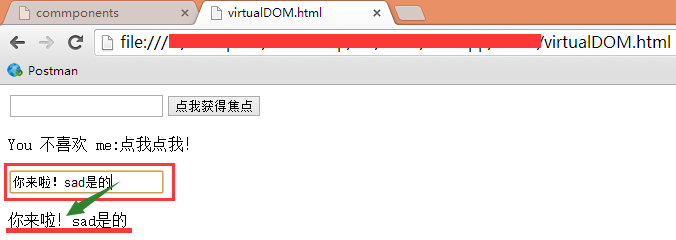 commponents
virtualDOM.html
file:///
/virtualDOM.html
Postman
点我获得焦点
You 不喜欢 me:点我点我!
你来啦! sad是的
你来啦! sad是的